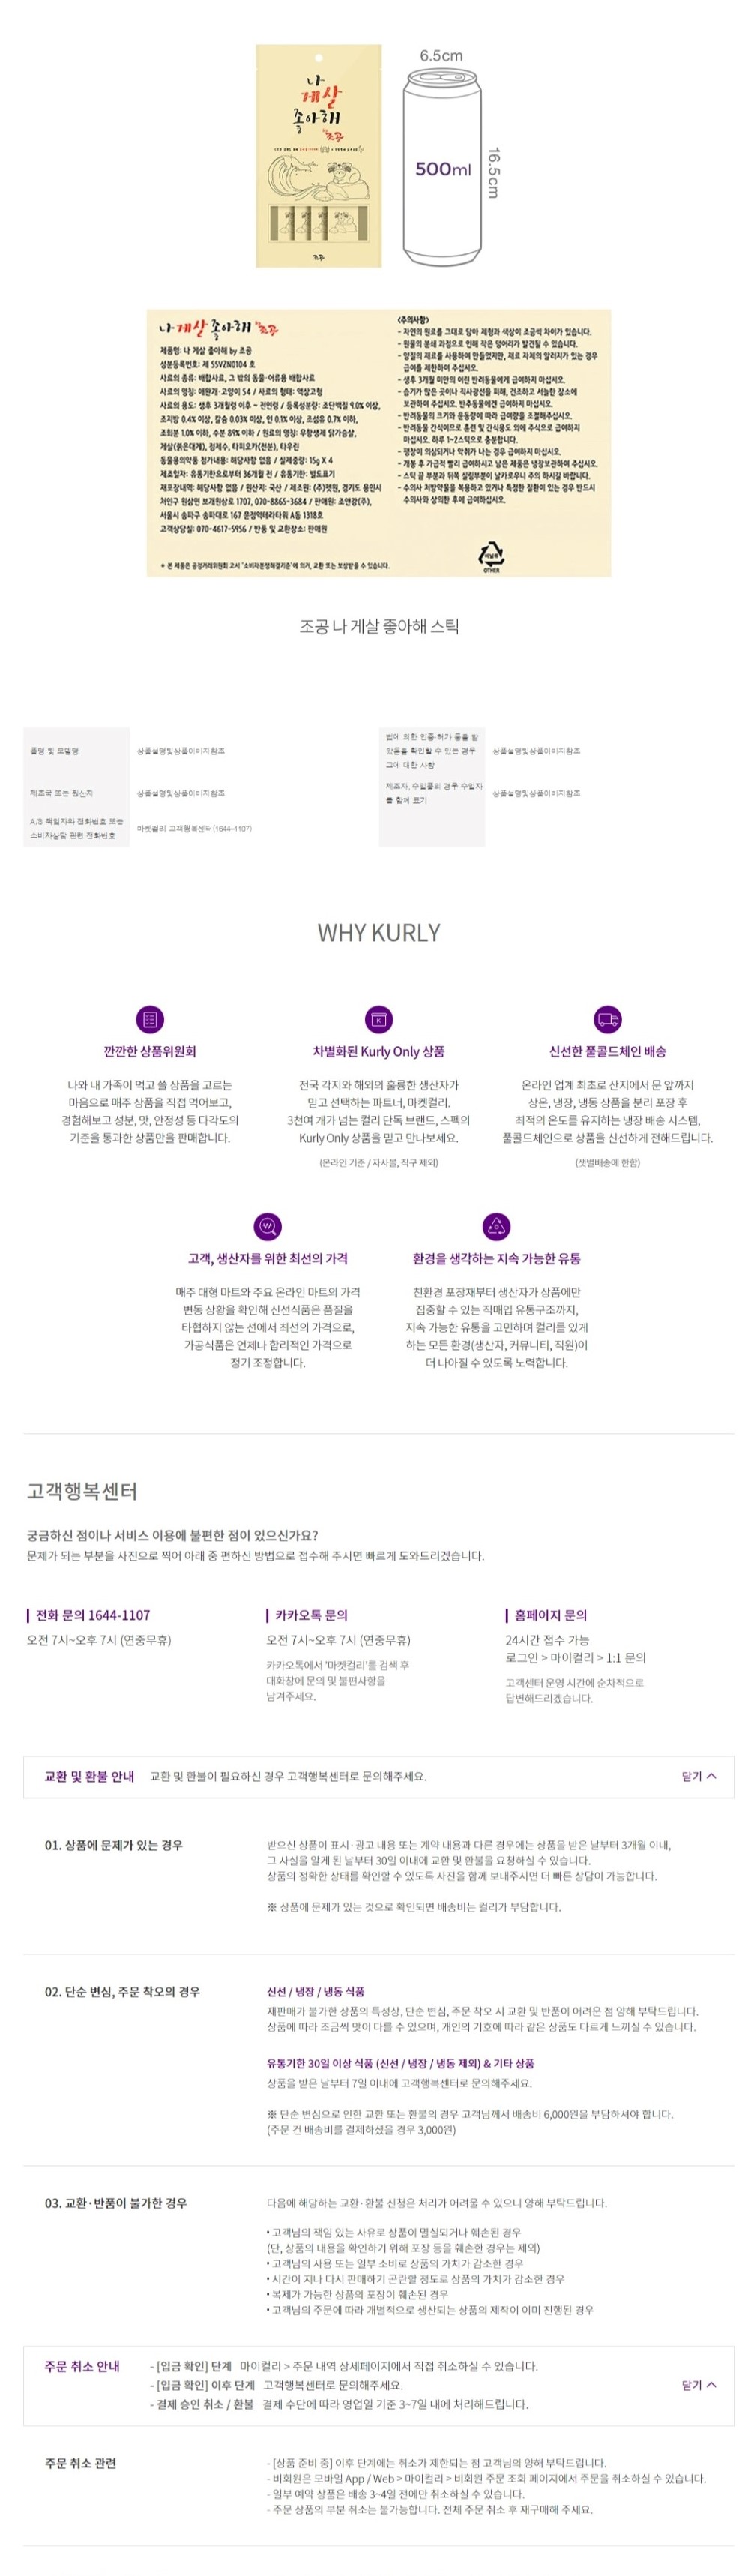 6.5cm
나
게살
좋아해
조공
500ml
16.5cm
조공
나 게살 좋아해 조공
제품명: 나 게살 좋아해 by 조공
성분등록번호: 제 55VZN0104 호
사료의 종류: 배합사료, 그 밖의 동물·어류용 배합사료
사료의 명칭: 애완개·고양이 54 / 사료의 형태: 액상고형
사료의 용도: 생후 3개월령 이후 ~ 전연령 / 등록성분량: 조단백질 9.0% 이상,
조지방 0.4% 이상, 칼슘 0.03% 이상, 인 0.1% 이상, 조섬유 0.7% 이하,
조회분 1.0% 이하, 수분 89% 이하 / 원료의 명칭: 무항생제 닭가슴살,
게살(붉은대게), 정제수, 타피오카(전분), 타우린
동물용의약품 첨가내용: 해당사항 없음 / 실제중량: 15g X 4
제조일자: 유통기한으로부터 36개월 전 / 유통기한: 별도표기
재포장내역: 해당사항 없음 / 원산지: 국산 / 제조원: (주)펫원, 경기도 용인시
처인구 원삼면 보개원삼로 1707, 070-8865-3684 / 판매원: 조앤강(주),
서울시 송파구 송파대로 167 문정역테라타워 A동 1318호
고객상담실: 070-4617-5956 / 반품 및 교환장소: 판매원
* 본 제품은 공정거래위원회 고시 '소비자분쟁해결기준'에 의거, 교환 또는 보상받을 수 있습니다.
<주의사항>
- 자연의 원료를 그대로 담아 제형과 색상이 조금씩 차이가 있습니다.
- 원물의 분쇄 과정으로 인해 작은 덩어리가 발견될 수 있습니다.
- 양질의 재료를 사용하여 만들었지만, 재료 자체의 알러지가 있는 경우
급여를 제한하여 주십시오.
- 생후 3개월 미만의 어린 반려동물에게 급여하지 마십시오.
- 습기가 많은 곳이나 직사광선을 피해, 건조하고 서늘한 장소에
보관하여 주십시오. 반추동물에겐 급여하지 마십시오.
- 반려동물의 크기와 운동량에 따라 급여량을 조절해주십시오.
- 반려동물 간식이므로 훈련 및 간식용도 외에 주식으로 급여하지
마십시오. 하루 1~2스틱으로 충분합니다.
- 팽창이 의심되거나 악취가 나는 경우 급여하지 마십시오.
- 개봉 후 가급적 빨리 급여하시고 남은 제품은 냉장보관하여 주십시오.
- 스틱 끝 부분과 뒤쪽 실링부분이 날카로우니 주의 하시길 바랍니다.
- 수의사 처방약물을 복용하고 있거나 특정한 질환이 있는 경우 반드시
수의사와 상의한 후에 급여하십시오.
비닐류
OTHER
조공 나 게살 좋아해 스틱
품명 및 모델명
상품설명및상품이미지참조
법에 의한 인증·허가 등을 받
았음을 확인할 수 있는 경우
그에 대한 사항
상품설명및상품이미지참조
제조국 또는 원산지
상품설명및상품이미지참조
제조자, 수입품의 경우 수입자
를 함께 표기
상품설명및상품이미지참조
A/S 책임자와 전화번호 또는
소비자상담 관련 전화번호
마켓컬리 고객행복센터(1644-1107)
WHY KURLY
깐깐한 상품위원회
나와 내 가족이 먹고 쓸 상품을 고르는
마음으로 매주 상품을 직접 먹어보고,
경험해보고 성분, 맛, 안정성 등 다각도의
기준을 통과한 상품만을 판매합니다.
차별화된 Kurly Only 상품
전국 각지와 해외의 훌륭한 생산자가
믿고 선택하는 파트너, 마켓컬리.
3천여 개가 넘는 컬리 단독 브랜드, 스펙의
Kurly Only 상품을 믿고 만나보세요.
(온라인 기준 / 자사몰, 직구 제외)
신선한 풀콜드체인 배송
온라인 업계 최초로 산지에서 문 앞까지
상온, 냉장, 냉동 상품을 분리 포장 후
최적의 온도를 유지하는 냉장 배송 시스템,
풀콜드체인으로 상품을 신선하게 전해드립니다.
(샛별배송에 한함)
고객, 생산자를 위한 최선의 가격
매주 대형 마트와 주요 온라인 마트의 가격
변동 상황을 확인해 신선식품은 품질을
타협하지 않는 선에서 최선의 가격으로,
가공식품은 언제나 합리적인 가격으로
정기 조정합니다.
환경을 생각하는 지속 가능한 유통
친환경 포장재부터 생산자가 상품에만
집중할 수 있는 직매입 유통구조까지,
지속 가능한 유통을 고민하며 컬리를 있게
하는 모든 환경(생산자, 커뮤니티, 직원)이
더 나아질 수 있도록 노력합니다.
고객행복센터
궁금하신 점이나 서비스 이용에 불편한 점이 있으신가요?
문제가 되는 부분을 사진으로 찍어 아래 중 편하신 방법으로 접수해 주시면 빠르게 도와드리겠습니다.
전화 문의 1644-1107
오전 7시~오후 7시 (연중무휴)
카카오톡 문의
오전 7시~오후 7시 (연중무휴)
카카오톡에서 '마켓컬리'를 검색 후
대화창에 문의 및 불편사항을
남겨주세요.
홈페이지 문의
24시간 접수 가능
로그인 > 마이컬리 > 1:1 문의
고객센터 운영 시간에 순차적으로
답변해드리겠습니다.
교환 및 환불 안내 교환 및 환불이 필요하신 경우 고객행복센터로 문의해주세요.
닫기
01. 상품에 문제가 있는 경우
받으신 상품이 표시·광고 내용 또는 계약 내용과 다른 경우에는 상품을 받은 날부터 3개월 이내,
그 사실을 알게 된 날부터 30일 이내에 교환 및 환불을 요청하실 수 있습니다.
상품의 정확한 상태를 확인할 수 있도록 사진을 함께 보내주시면 더 빠른 상담이 가능합니다.
※ 상품에 문제가 있는 것으로 확인되면 배송비는 컬리가 부담합니다.
02. 단순 변심, 주문 착오의 경우
신선 / 냉장 / 냉동 식품
재판매가 불가한 상품의 특성상, 단순 변심, 주문 착오 시 교환 및 반품이 어려운 점 양해 부탁드립니다.
상품에 따라 조금씩 맛이 다를 수 있으며, 개인의 기호에 따라 같은 상품도 다르게 느끼실 수 있습니다.
유통기한 30일 이상 식품 (신선 / 냉장 / 냉동 제외) & 기타 상품
상품을 받은 날부터 7일 이내에 고객행복센터로 문의해주세요.
※ 단순 변심으로 인한 교환 또는 환불의 경우 고객님께서 배송비 6,000원을 부담하셔야 합니다.
(주문 건 배송비를 결제하셨을 경우 3,000원)
03. 교환·반품이 불가한 경우
다음에 해당하는 교환·환불 신청은 처리가 어려울 수 있으니 양해 부탁드립니다.
• 고객님의 책임 있는 사유로 상품이 멸실되거나 훼손된 경우
(단, 상품의 내용을 확인하기 위해 포장 등을 훼손한 경우는 제외)
• 고객님의 사용 또는 일부 소비로 상품의 가치가 감소한 경우
• 시간이 지나 다시 판매하기 곤란할 정도로 상품의 가치가 감소한 경우
• 복제가 가능한 상품의 포장이 훼손된 경우
• 고객님의 주문에 따라 개별적으로 생산되는 상품의 제작이 이미 진행된 경우
주문 취소 안내
- [입금 확인] 단계 마이컬리 > 주문 내역 상세페이지에서 직접 취소하실 수 있습니다.
- [입금 확인] 이후 단계 고객행복센터로 문의해주세요.
- 결제 승인 취소 / 환불 결제 수단에 따라 영업일 기준 3~7일 내에 처리해드립니다.
닫기
주문 취소 관련
- [상품 준비 중] 이후 단계에는 취소가 제한되는 점 고객님의 양해 부탁드립니다.
- 비회원은 모바일 App / Web > 마이컬리 > 비회원 주문 조회 페이지에서 주문을 취소하실 수 있습니다.
- 일부 예약 상품은 배송 3~4일 전에만 취소하실 수 있습니다.
- 주문 상품의 부분 취소는 불가능합니다. 전체 주문 취소 후 재구매해 주세요.